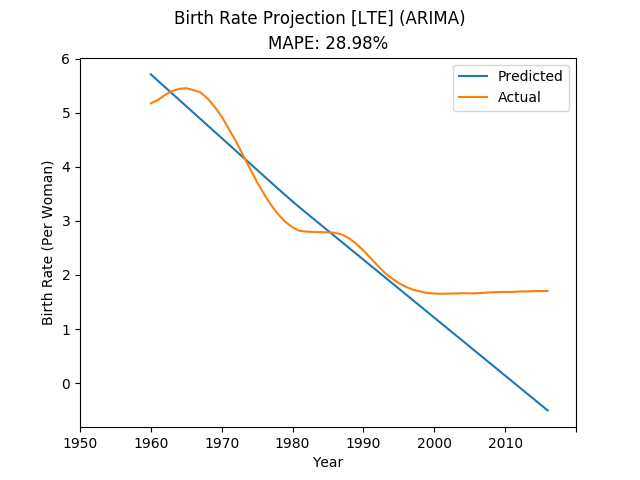 Birth Rate Projection [LTE] (ARIMA)
MAPE: 28.98%
Predicted
Actual
Birth Rate (Per Woman)
6
5
4
3
2
1
0
1950 1960 1970 1980 1990 2000 2010
Year